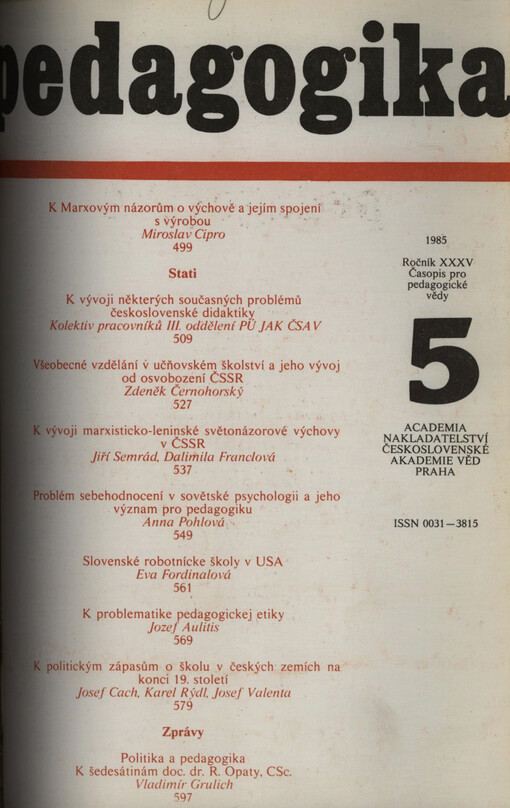 pedagogika
K Marxovým názorům o výchově a jejím spojení
s výrobou
Miroslav Cipro
499
Stati
K vývoji některých současných problémů
československé didaktiky
Kolektiv pracovníků III. oddělení PÚ JAK ČSAV
509
Všeobecné vzdělání v učňovském školství a jeho vývoj
od osvobození ČSSR
Zdeněk Černohorský
527
K vývoji marxisticko-leninské světonázorové výchovy
v ČSSR
Jiří Semrád, Dalimila Franclová
537
Problém sebehodnocení v sovětské psychologii a jeho
význam pro pedagogiku
Anna Pohlová
549
Slovenské robotnícke školy v USA
Eva Fordinalová
561
K problematike pedagogickej etiky
Jozef Aulitis
569
K politickým zápasům o školu v českých zemích na
konci 19. století
Josef Cach, Karel Rýdl, Josef Valenta
579
Zprávy
Politika a pedagogika
K šedesátinám doc. dr. R. Opaty, CSc.
Vladimír Grulich
597
1985
Ročník XXXV
Časopis pro
pedagogické
vědy
5
ACADEMIA
NAKLADATELSTVÍ
ČESKOSLOVENSKÉ
AKADEMIE VĚD
PRAHA
ISSN 0031—3815